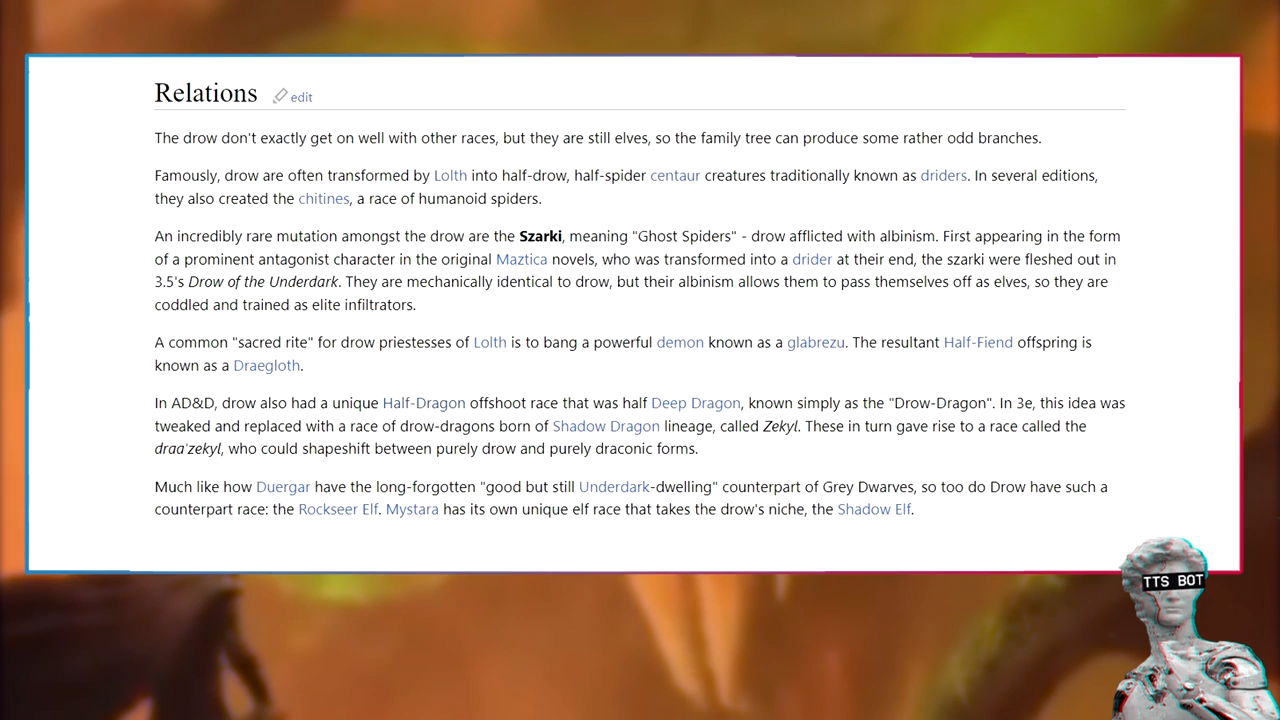 Relations edit
The drow don't exactly get on well with other races, but they are still elves, so the family tree can produce some rather odd branches.
Famously, drow are often transformed by Lolth into half-drow, half-spider centaur creatures traditionally known as driders. In several editions,
they also created the chitines, a race of humanoid spiders.
An incredibly rare mutation amongst the drow are the Szarki, meaning "Ghost Spiders" - drow afflicted with albinism. First appearing in the form
of a prominent antagonist character in the original Maztica novels, who was transformed into a drider at their end, the szarki were fleshed out in
3.5's Drow of the Underdark. They are mechanically identical to drow, but their albinism allows them to pass themselves off as elves, so they are
coddled and trained as elite infiltrators.
A common "sacred rite" for drow priestesses of Lolth is to bang a powerful demon known as a glabrezu. The resultant Half-Fiend offspring is
known as a Draegloth.
In AD&D, drow also had a unique Half-Dragon offshoot race that was half Deep Dragon, known simply as the "Drow-Dragon". In 3e, this idea was
tweaked and replaced with a race of drow-dragons born of Shadow Dragon lineage, called Zekyl. These in turn gave rise to a race called the
draa'zekyl, who could shapeshift between purely drow and purely draconic forms.
Much like how Duergar have the long-forgotten "good but still Underdark-dwelling" counterpart of Grey Dwarves, so too do Drow have such a
counterpart race: the Rockseer Elf. Mystara has its own unique elf race that takes the drow's niche, the Shadow Elf.
TTS BOT